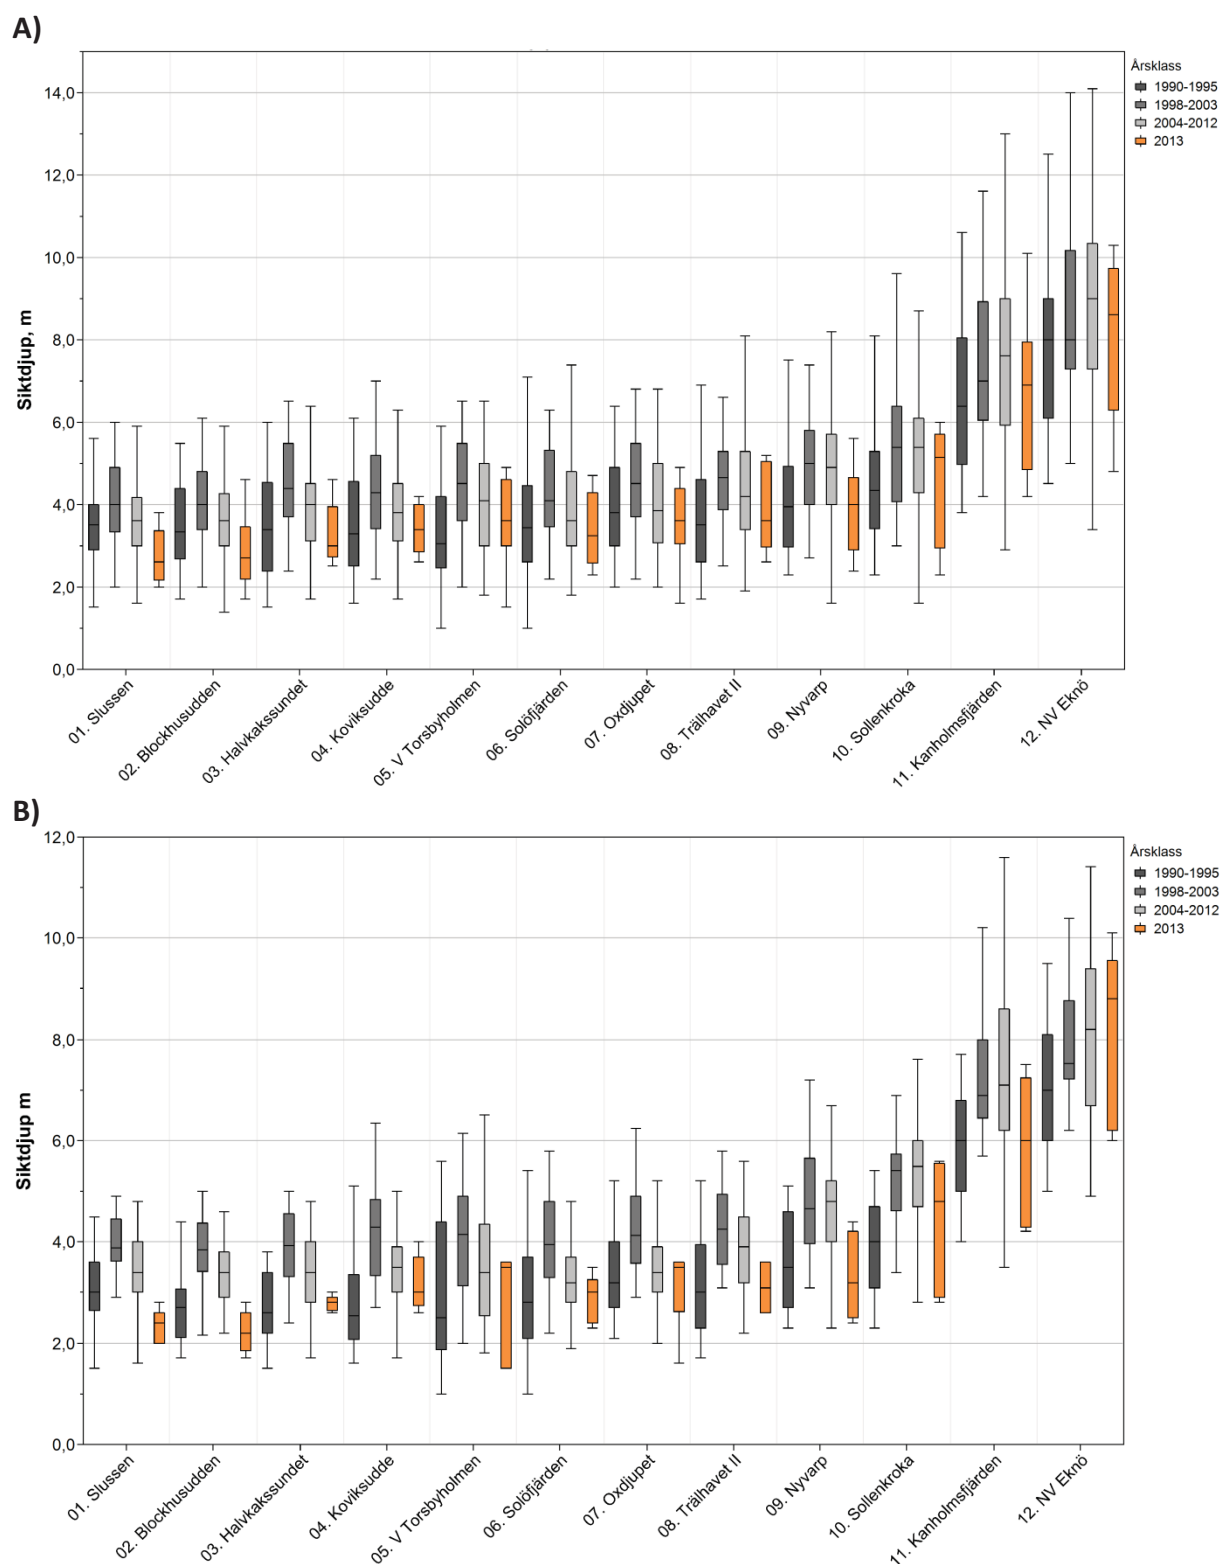 A)
Årsklass
1990-1995
1998-2003
2004-2012
2013
Siktdjup, m
14,0
12,0
10,0
8,0
6,0
4,0
2,0
0,0
01. Slussen
02. Blockhusudden
03. Halvkakssundet
04. Koviksudde
05. V Torsbyholmen
06. Solöfjärden
07. Oxdjupet
08. Trälhavet II
09. Nyvarp
10. Sollenkroka
11. Kanholmsfjärden
12. NV Eknö
B)
Årsklass
1990-1995
1998-2003
2004-2012
2013
Siktdjup m
12,0
10,0
8,0
6,0
4,0
2,0
0,0
01. Slussen
02. Blockhusudden
03. Halvkakssundet
04. Koviksudde
05. V Torsbyholmen
06. Solöfjärden
07. Oxdjupet
08. Trälhavet II
09. Nyvarp
10. Sollenkroka
11. Kanholmsfjärden
12. NV Eknö